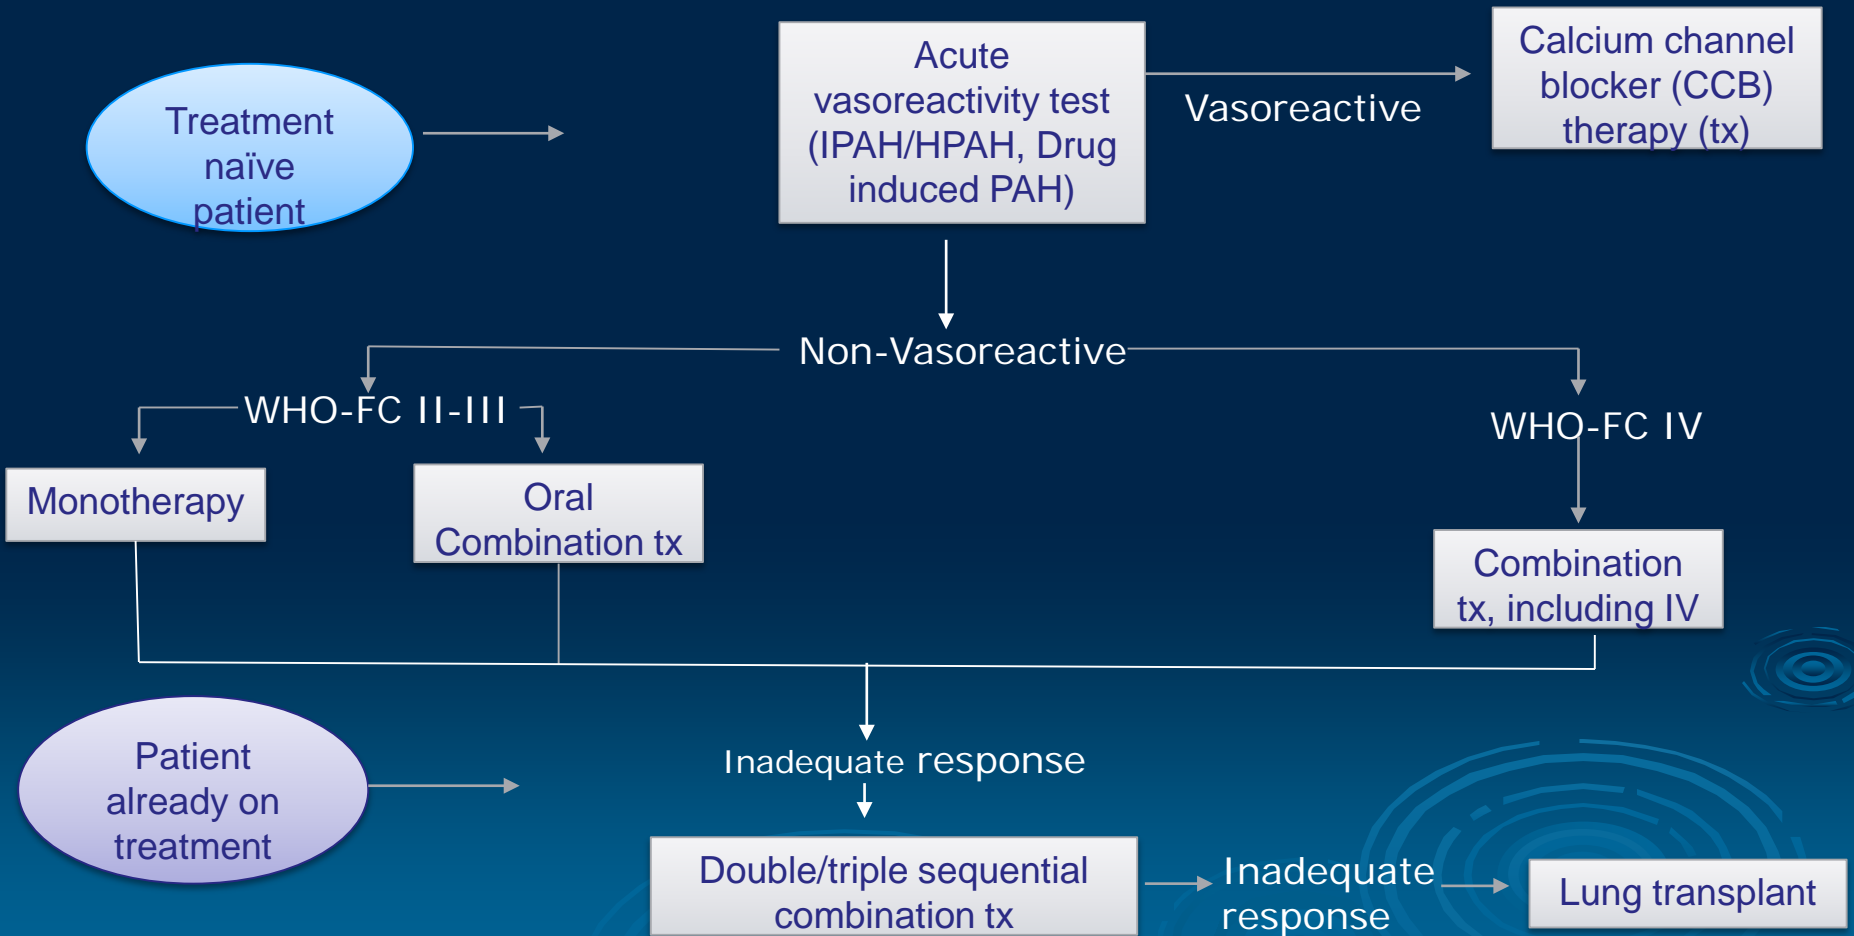 Treatment
naïve
patient
Acute
vasoreactivity test
(IPAH/HPAH, Drug
induced PAH)
Vasoreactive
Calcium channel
blocker (CCB)
therapy (tx)
Non-Vasoreactive
WHO-FC II-III
WHO-FC IV
Monotherapy
Oral
Combination tx
Combination
tx, including IV
Patient
already on
treatment
Inadequate response
Double/triple sequential
combination tx
Inadequate
response
Lung transplant